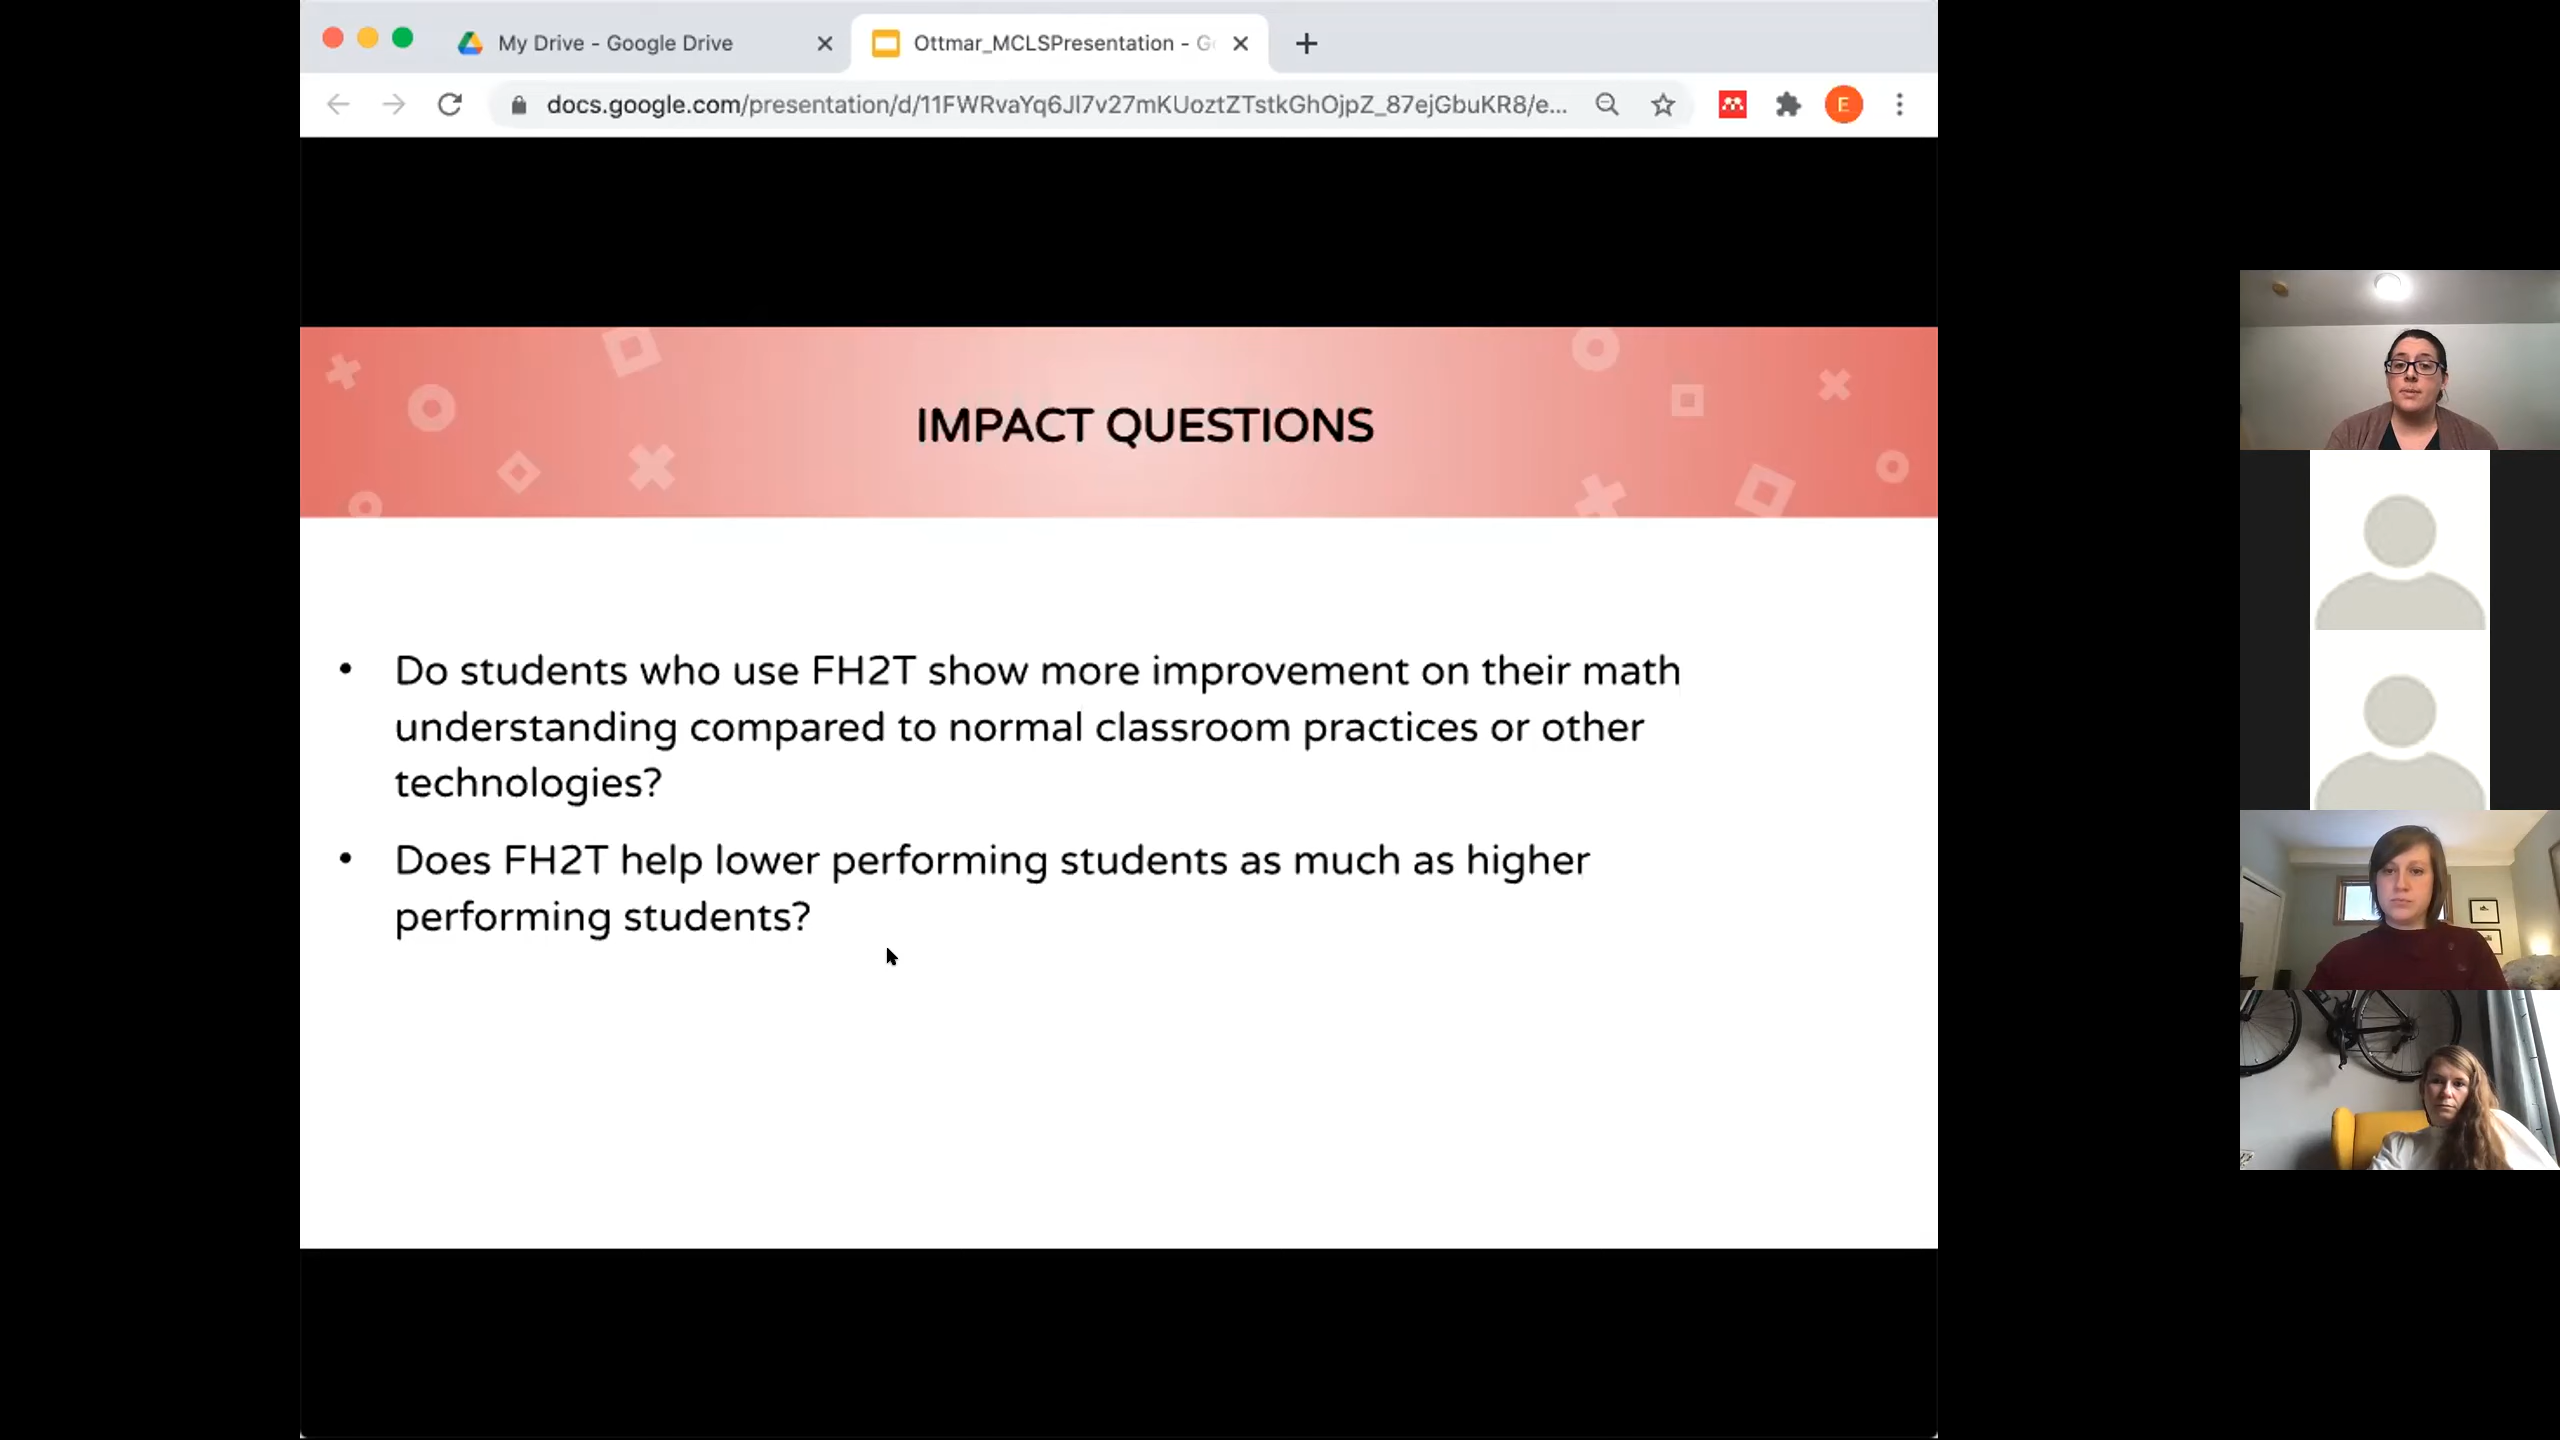 My Drive - Google Drive
Ottmar_MCLSPresentation - G
docs.google.com/presentation/d/11FWRvaYq6Jl7v27mKUoztZTstkGhOjpZ_87ejGbuKR8/e...
E
IMPACT QUESTIONS
• Do students who use FH2T show more improvement on their math
understanding compared to normal classroom practices or other
technologies?
• Does FH2T help lower performing students as much as higher
performing students?